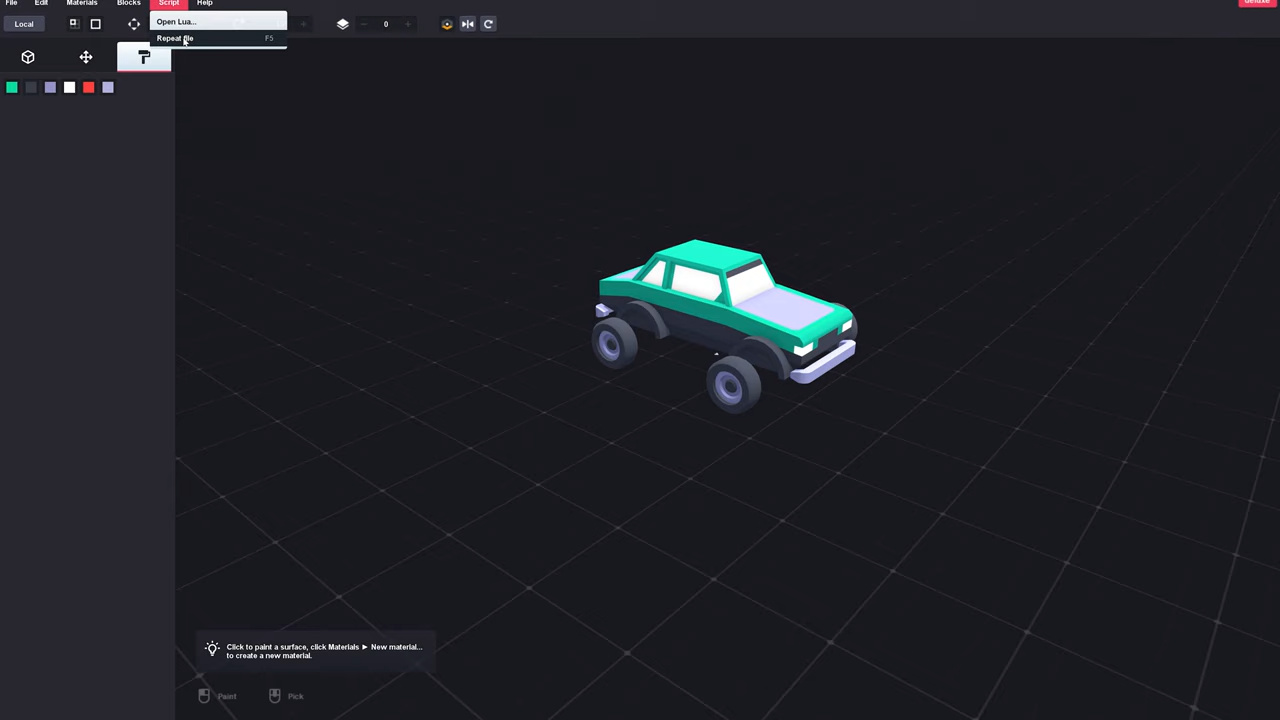 File Edit Materials Blocks Script Help
deluxe
Local
0
Open Lua...
Repeat file F5
Click to paint a surface, click Materials ► New material...
to create a new material.
Paint Pick